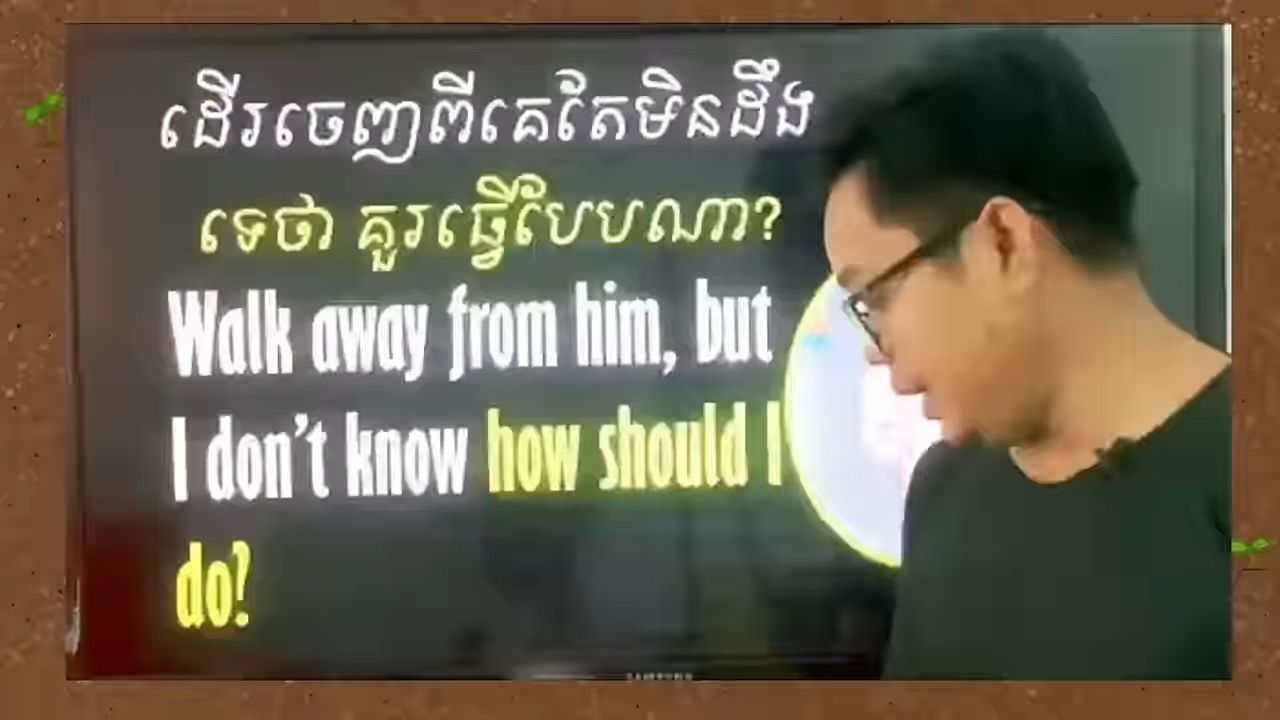 ដើរចេញពីគេតែមិនដឹង
ទេថា គួរធ្វើបែបណា?
Walk away from him, but
I don't know how should I
do?
SAMSUNG